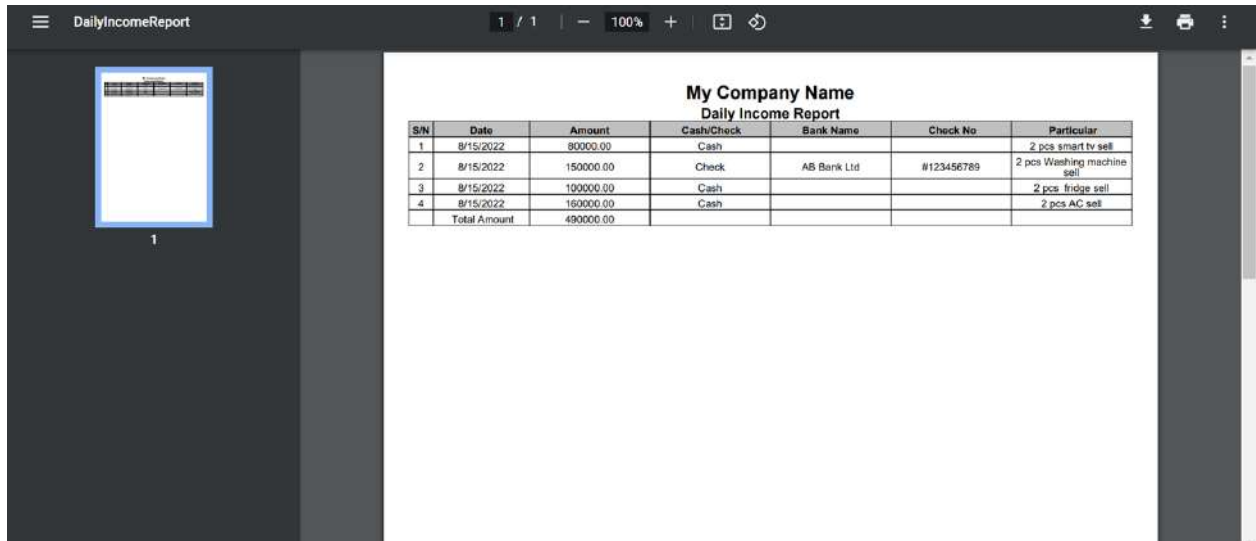 DailyIncomeReport 1 / 1 100%
My Company Name
Daily Income Report
S/N Date Amount Cash/Check Bank Name Check No Particular
1 8/15/2022 80000.00 Cash 2 pcs smart tv sell
2 8/15/2022 150000.00 Check AB Bank Ltd #123456789 2 pcs Washing machine
sell
3 8/15/2022 100000.00 Cash 2 pcs fridge sell
4 8/15/2022 160000.00 Cash 2 pcs AC sell
Total Amount 490000.00
1